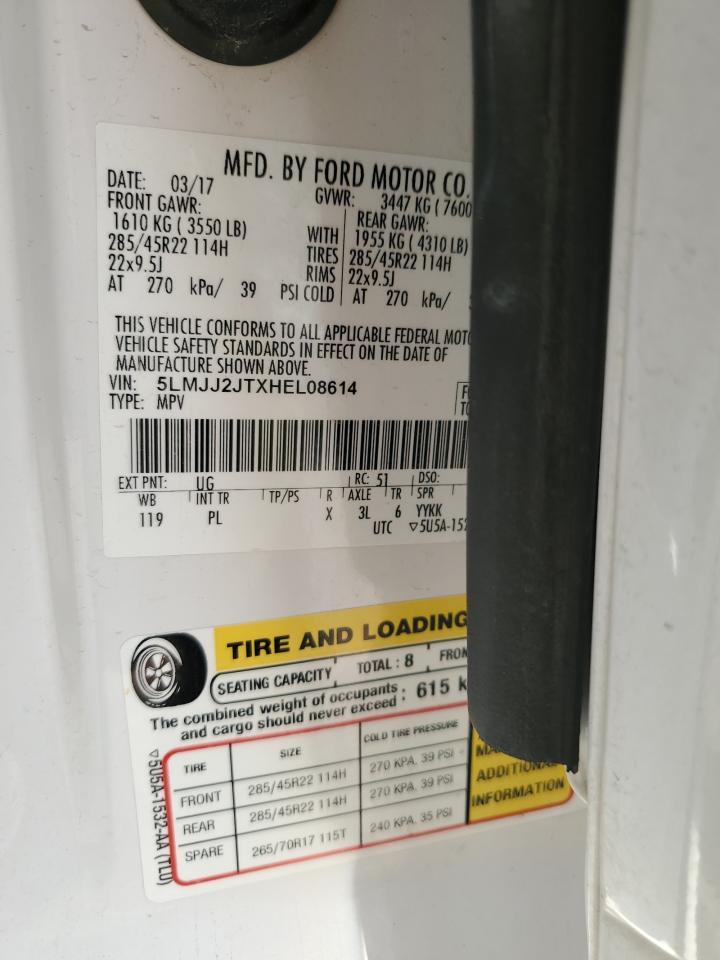 MFD. BY FORD MOTOR CO.
DATE: 03/17 GVWR: 3447 KG ( 7600
FRONT GAWR: REAR GAWR:
1610 KG ( 3550 LB) WITH 1955 KG ( 4310 LB)
285/45R22 114H TIRES 285/45R22 114H
22x9.5J RIMS 22x9.5J
AT 270 kPa/ 39 PSI COLD AT 270 kPa/
THIS VEHICLE CONFORMS TO ALL APPLICABLE FEDERAL MOTO
VEHICLE SAFETY STANDARDS IN EFFECT ON THE DATE OF
MANUFACTURE SHOWN ABOVE.
VIN: 5LMJJ2JTXHEL08614
TYPE: MPV
EXT PNT: UG RC: 51 DSO:
WB INT TR TP/PS R AXLE TR SPR
119 PL X 3L 6 YYKK
UTC ▽5U5A-152
TIRE AND LOADING
SEATING CAPACITY TOTAL : 8 FRON
The combined weight of occupants
and cargo should never exceed : 615 k
TIRE SIZE COLD TIRE PRESSURE
FRONT 285/45R22 114H 270 KPA, 39 PSI
REAR 285/45R22 114H 270 KPA, 39 PSI
SPARE 265/70R17 115T 240 KPA, 35 PSI
ADDITIONAL
INFORMATION
▽5U5A-1532-AA (TLU)